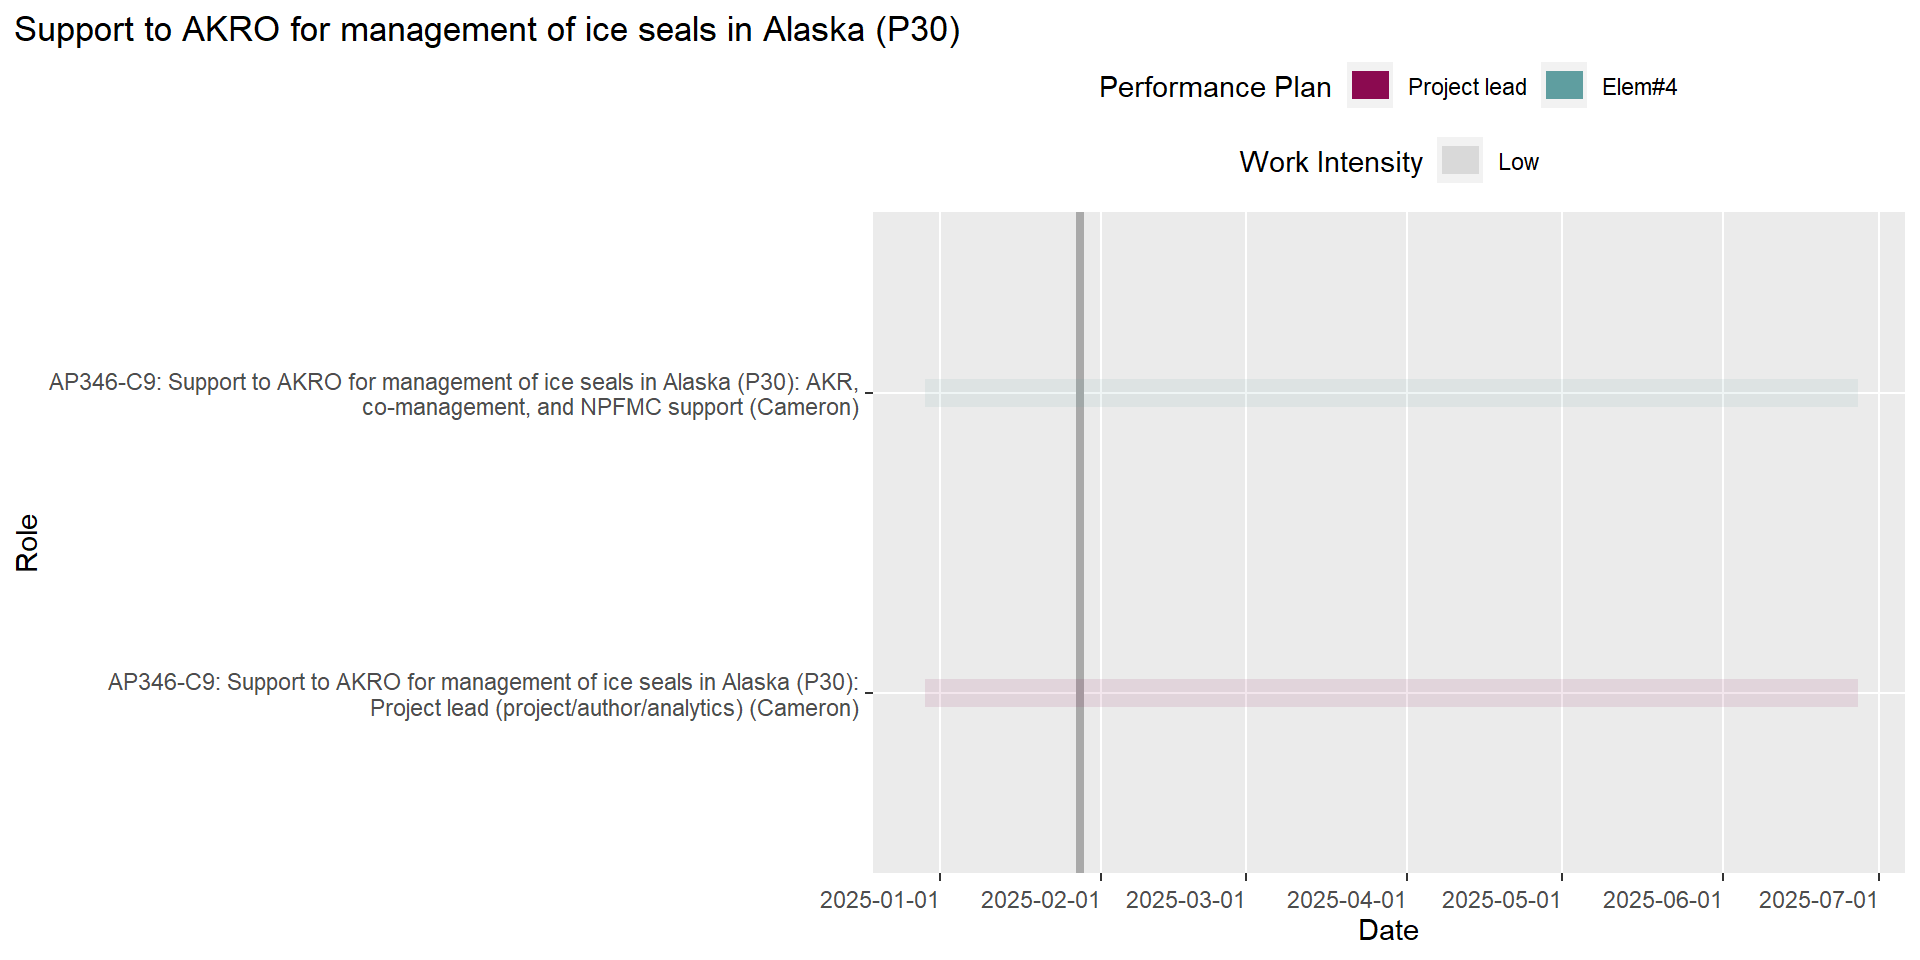 Support to AKRO for management of ice seals in Alaska (P30)
Performance Plan Project lead Elem#4
Work Intensity Low
AP346-C9: Support to AKRO for management of ice seals in Alaska (P30): AKR,
co-management, and NPFMC support (Cameron)
Role
AP346-C9: Support to AKRO for management of ice seals in Alaska (P30):
Project lead (project/author/analytics) (Cameron)
2025-01-01 2025-02-01 2025-03-01 2025-04-01 2025-05-01 2025-06-01 2025-07-01
Date